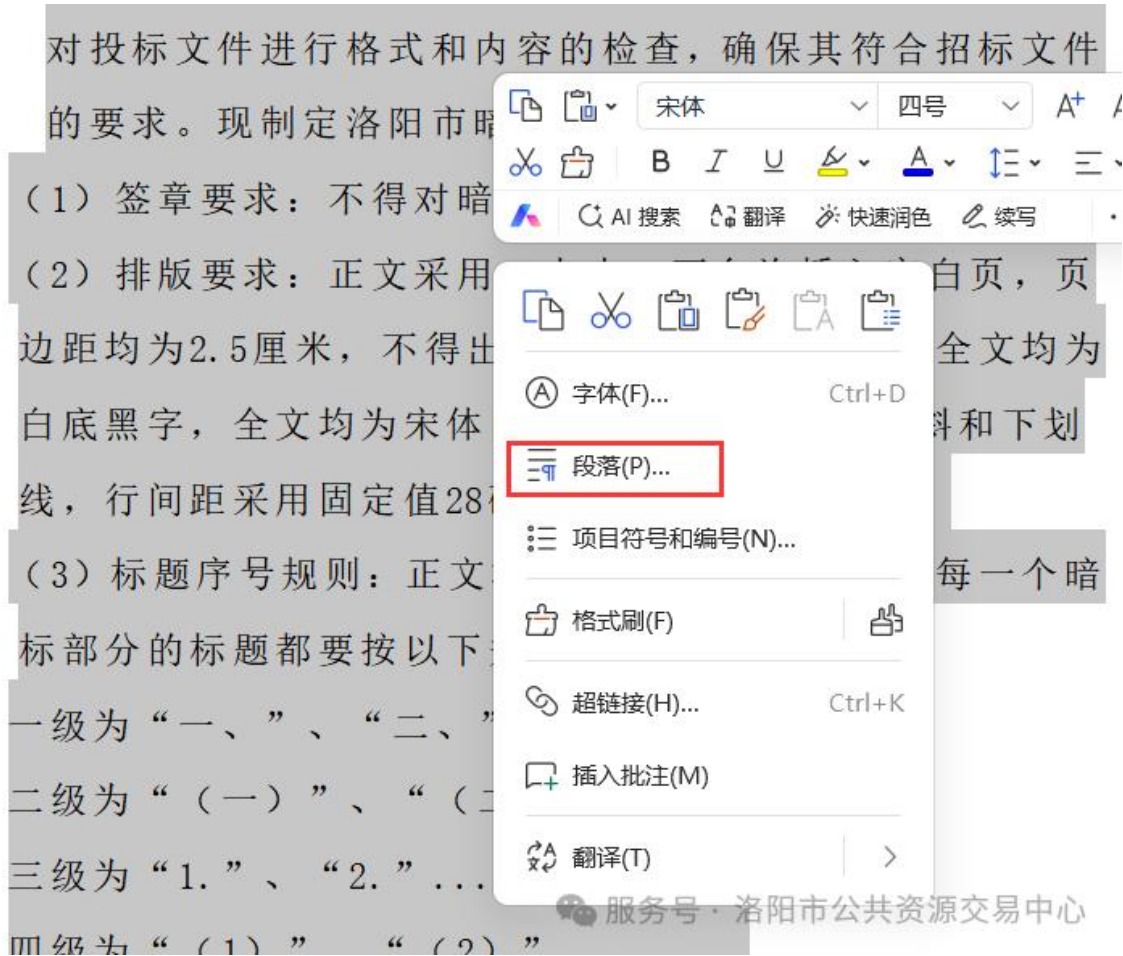 对投标文件进行格式和内容的检查，确保其符合招标文件
的要求。现制定洛阳市暗
宋体 四号 A+
B I U A
AI 搜索 翻译 快速润色 续写
（1）签章要求：不得对暗
（2）排版要求：正文采用 白页，页
边距均为2.5厘米，不得出 全文均为
白底黑字，全文均为宋体 斜和下划
线，行间距采用固定值28
（3）标题序号规则：正文 每一个暗
标部分的标题都要按以下
一级为“一、”、“二、”
二级为“（一）”、“（二
三级为“1.”、“2.”...
四级为“（1）”、“（2）”
字体(F)... Ctrl+D
段落(P)...
项目符号和编号(N)...
格式刷(F)
超链接(H)... Ctrl+K
插入批注(M)
翻译(T)
服务号 · 洛阳市公共资源交易中心